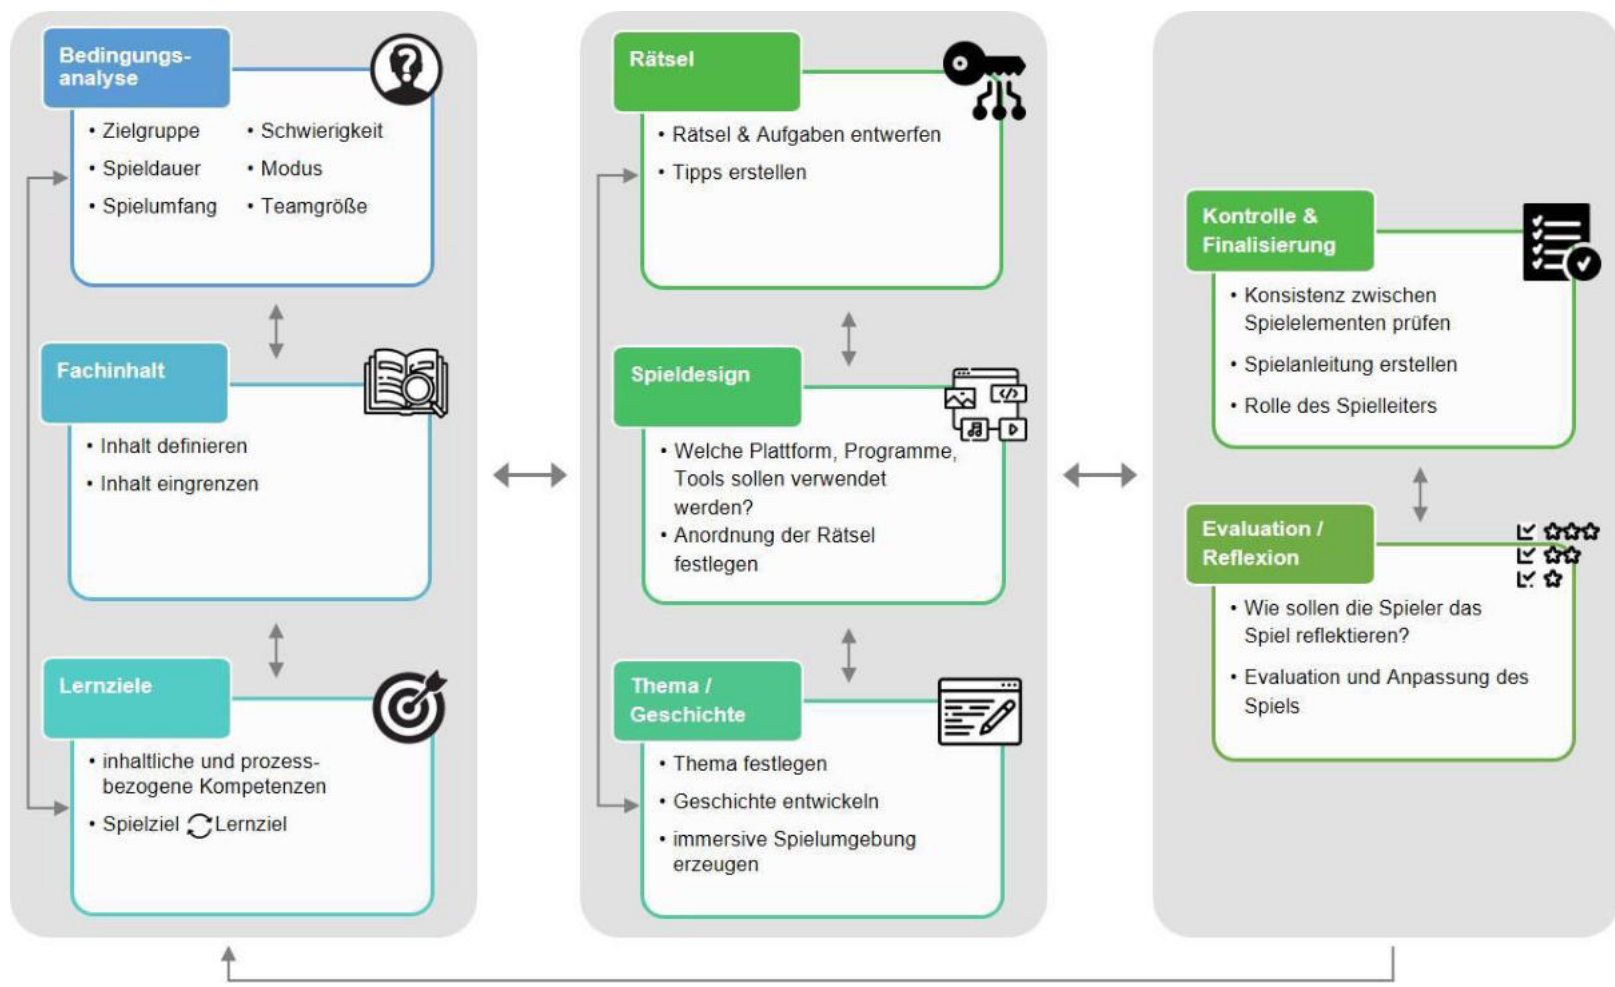 Bedingungs-
analyse
• Zielgruppe
• Spieldauer
• Spielumfang
• Schwierigkeit
• Modus
• Teamgröße
Fachinhalt
• Inhalt definieren
• Inhalt eingrenzen
Lernziele
• inhaltliche und prozess-
bezogene Kompetenzen
• Spielziel Lernziel
Rätsel
• Rätsel & Aufgaben entwerfen
• Tipps erstellen
Spieldesign
• Welche Plattform, Programme,
Tools sollen verwendet
werden?
• Anordnung der Rätsel
festlegen
Thema /
Geschichte
• Thema festlegen
• Geschichte entwickeln
• immersive Spielumgebung
erzeugen
Kontrolle &
Finalisierung
• Konsistenz zwischen
Spielelementen prüfen
• Spielanleitung erstellen
• Rolle des Spielleiters
Evaluation /
Reflexion
• Wie sollen die Spieler das
Spiel reflektieren?
• Evaluation und Anpassung des
Spiels